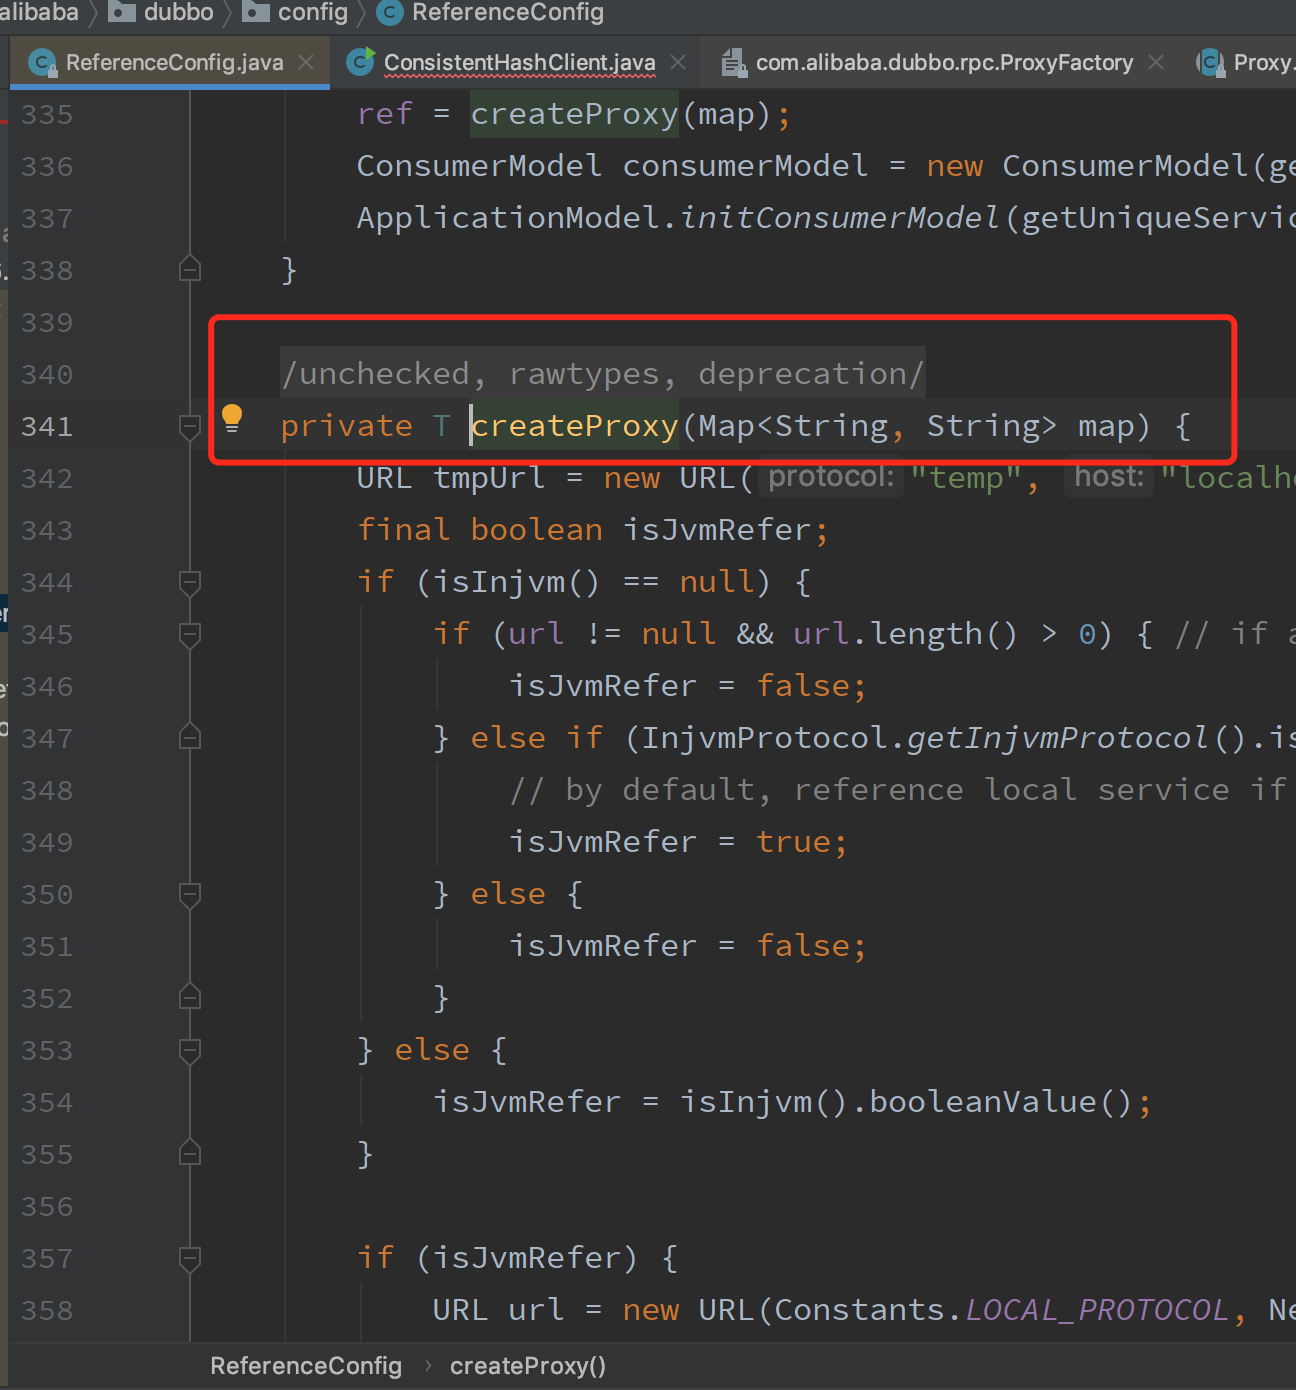 alibaba dubbo config ReferenceConfig
ReferenceConfig.java ConsistentHashClient.java com.alibaba.dubbo.rpc.ProxyFactory Proxy.
335 ref = createProxy(map);
336 ConsumerModel consumerModel = new ConsumerModel(ge
337 ApplicationModel.initConsumerModel(getUniqueServic
338 }
339
340 /unchecked, rawtypes, deprecation/
341 private T createProxy(Map<String, String> map) {
342 URL tmpUrl = new URL( protocol: "temp", host: "localho
343 final boolean isJvmRefer;
344 if (isInjvm() == null) {
345 if (url != null && url.length() > 0) { // if a
346 isJvmRefer = false;
347 } else if (InjvmProtocol.getInjvmProtocol().is
348 // by default, reference local service if
349 isJvmRefer = true;
350 } else {
351 isJvmRefer = false;
352 }
353 } else {
354 isJvmRefer = isInjvm().booleanValue();
355 }
356
357 if (isJvmRefer) {
358 URL url = new URL(Constants.LOCAL_PROTOCOL, Ne
ReferenceConfig › createProxy()